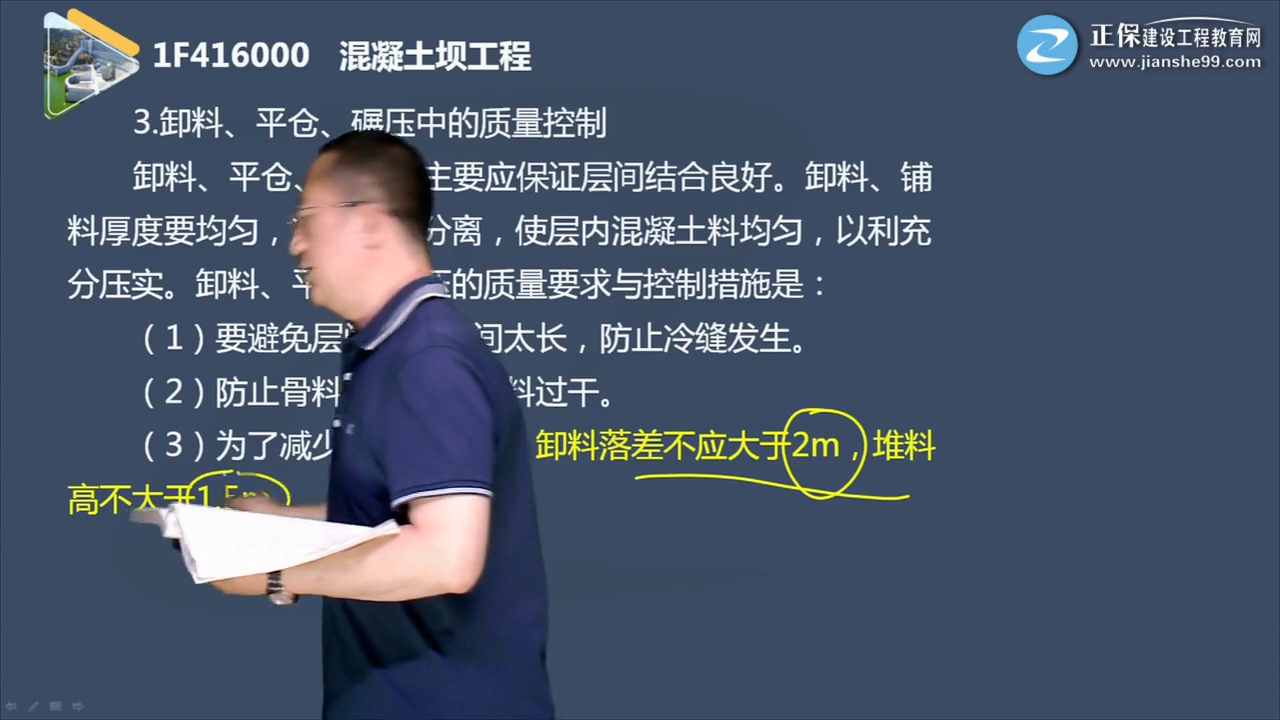 1F416000 混凝土坝工程
正保建设工程教育网
www.jianshe99.com
3.卸料、平仓、碾压中的质量控制
卸料、平仓、 主要应保证层间结合良好。卸料、铺
料厚度要均匀， 分离，使层内混凝土料均匀，以利充
分压实。卸料、平 压的质量要求与控制措施是：
（1）要避免层 间太长，防止冷缝发生。
（2）防止骨料 料过干。
（3）为了减少 卸料落差不应大于2m，堆料
高不大于1.5m